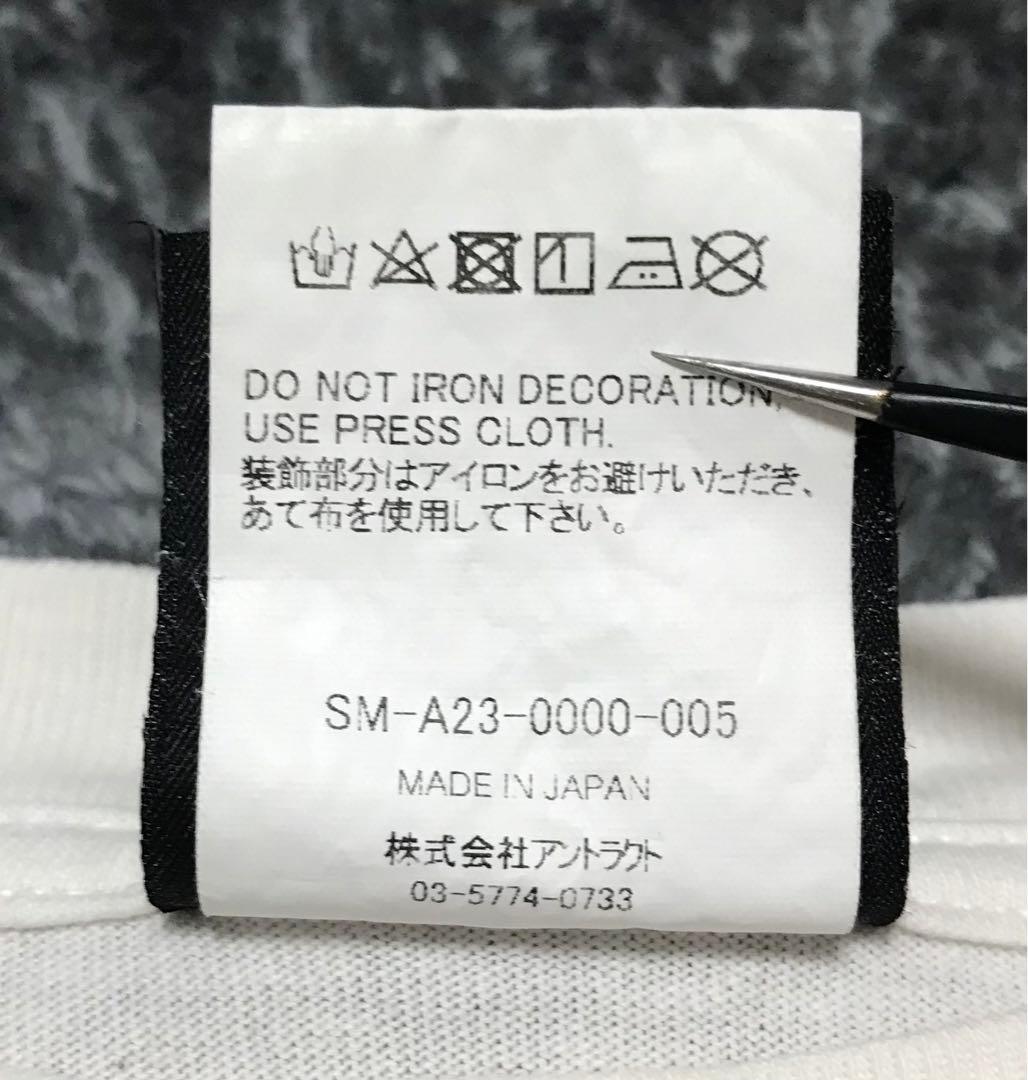 DO NOT IRON DECORATION,
USE PRESS CLOTH.
装飾部分はアイロンをお避けいただき、
あて布を使用して下さい。
SM-A23-0000-005
MADE IN JAPAN
株式会社アントラクト
03-5774-0733